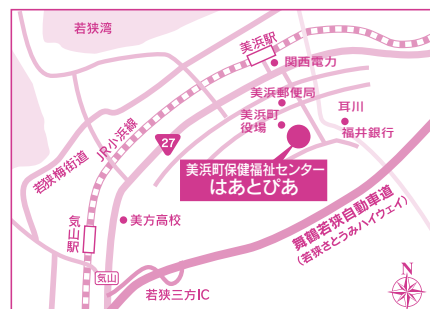 若狭湾
美浜駅
関西電力
美浜郵便局
美浜町
役場
耳川
福井銀行
JR小浜線
27
若狭梅街道
美浜町保健福祉センター
はあとぴあ
舞鶴若狭自動車道
(若狭さとうみハイウェイ)
美方高校
気山駅
気山
若狭三方IC
N